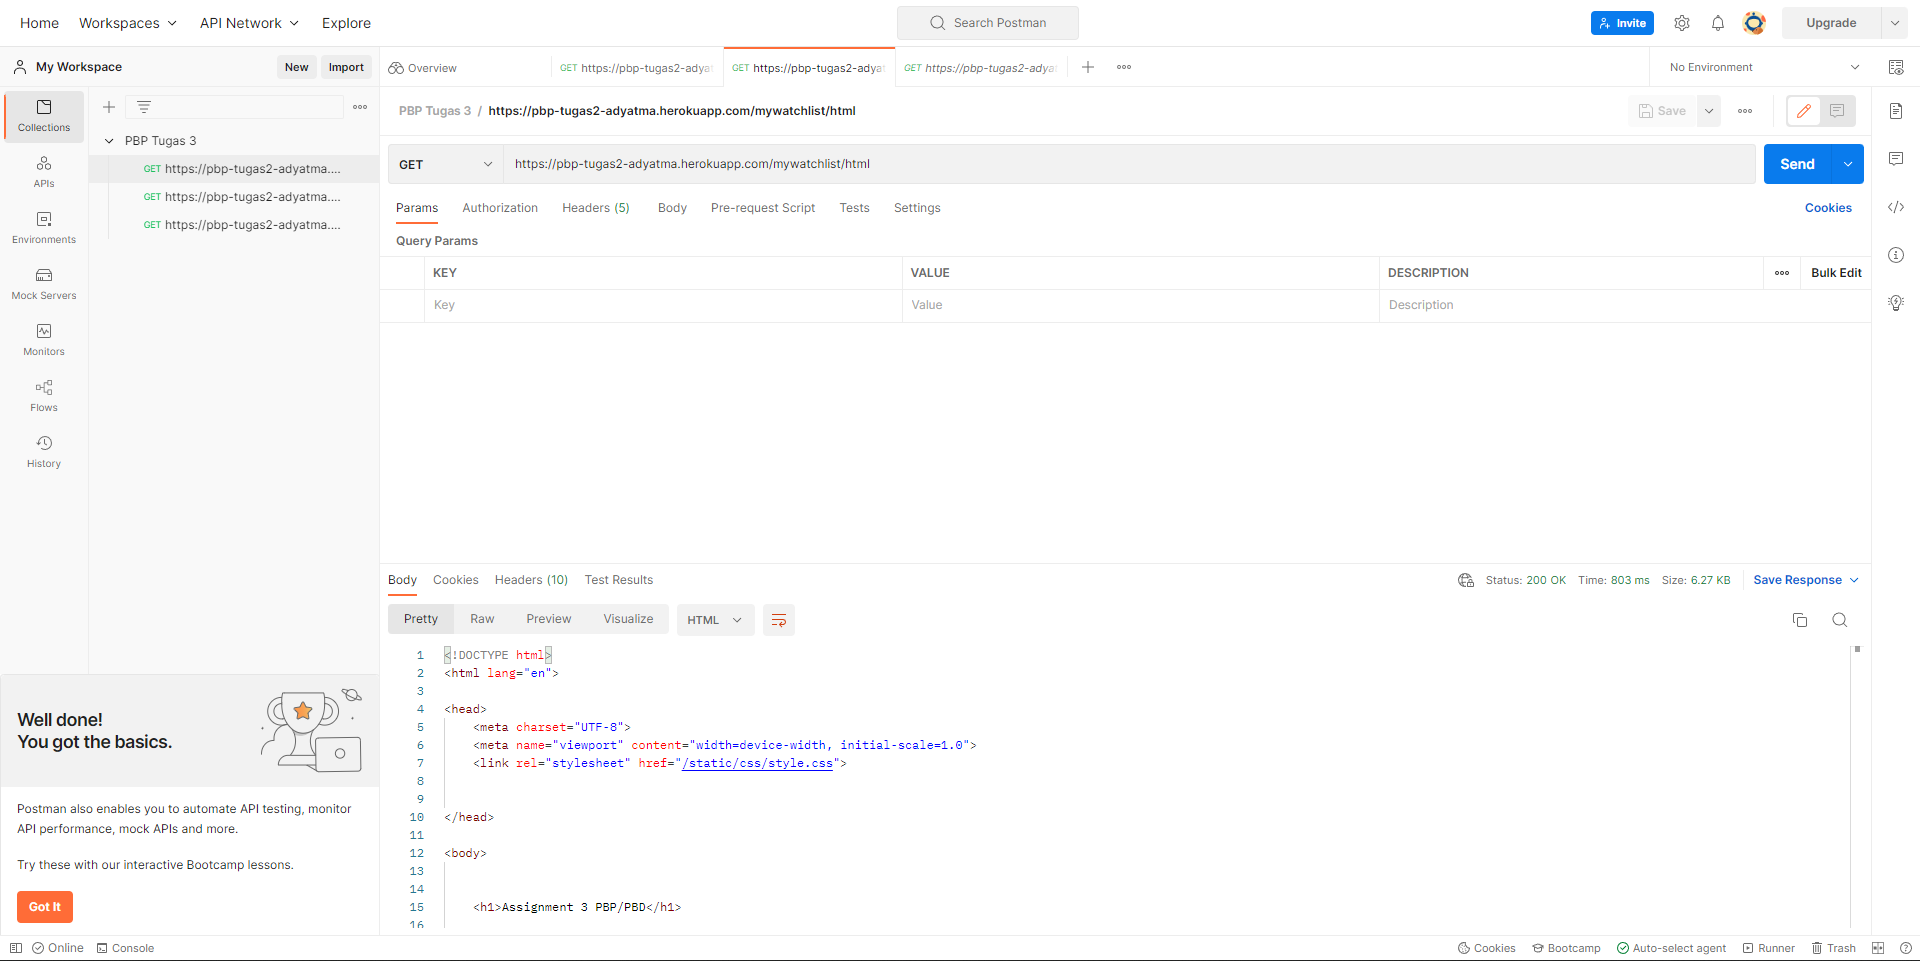 Home Workspaces API Network Explore Search Postman Invite Upgrade
My Workspace New Import Overview GET https://pbp-tugas2-adya GET https://pbp-tugas2-adya GET https://pbp-tugas2-adya No Environment
PBP Tugas 3 / https://pbp-tugas2-adyatma.herokuapp.com/mywatchlist/html Save
Collections
PBP Tugas 3
GET https://pbp-tugas2-adyatma....
GET https://pbp-tugas2-adyatma....
GET https://pbp-tugas2-adyatma....
APIs
Environments
Mock Servers
Monitors
Flows
History
GET https://pbp-tugas2-adyatma.herokuapp.com/mywatchlist/html Send
Params Authorization Headers (5) Body Pre-request Script Tests Settings Cookies
Query Params
KEY VALUE DESCRIPTION Bulk Edit
Key Value Description
Body Cookies Headers (10) Test Results Status: 200 OK Time: 803 ms Size: 6.27 KB Save Response
Pretty Raw Preview Visualize HTML
1 <!DOCTYPE html>
2 <html lang="en">
3
4 <head>
5 <meta charset="UTF-8">
6 <meta name="viewport" content="width=device-width, initial-scale=1.0">
7 <link rel="stylesheet" href="/static/css/style.css">
8
9
10 </head>
11
12 <body>
13
14
15 <h1>Assignment 3 PBP/PBD</h1>
16
Well done!
You got the basics.
Postman also enables you to automate API testing, monitor
API performance, mock APIs and more.
Try these with our interactive Bootcamp lessons.
Got It
Online Console Cookies Bootcamp Auto-select agent Runner Trash